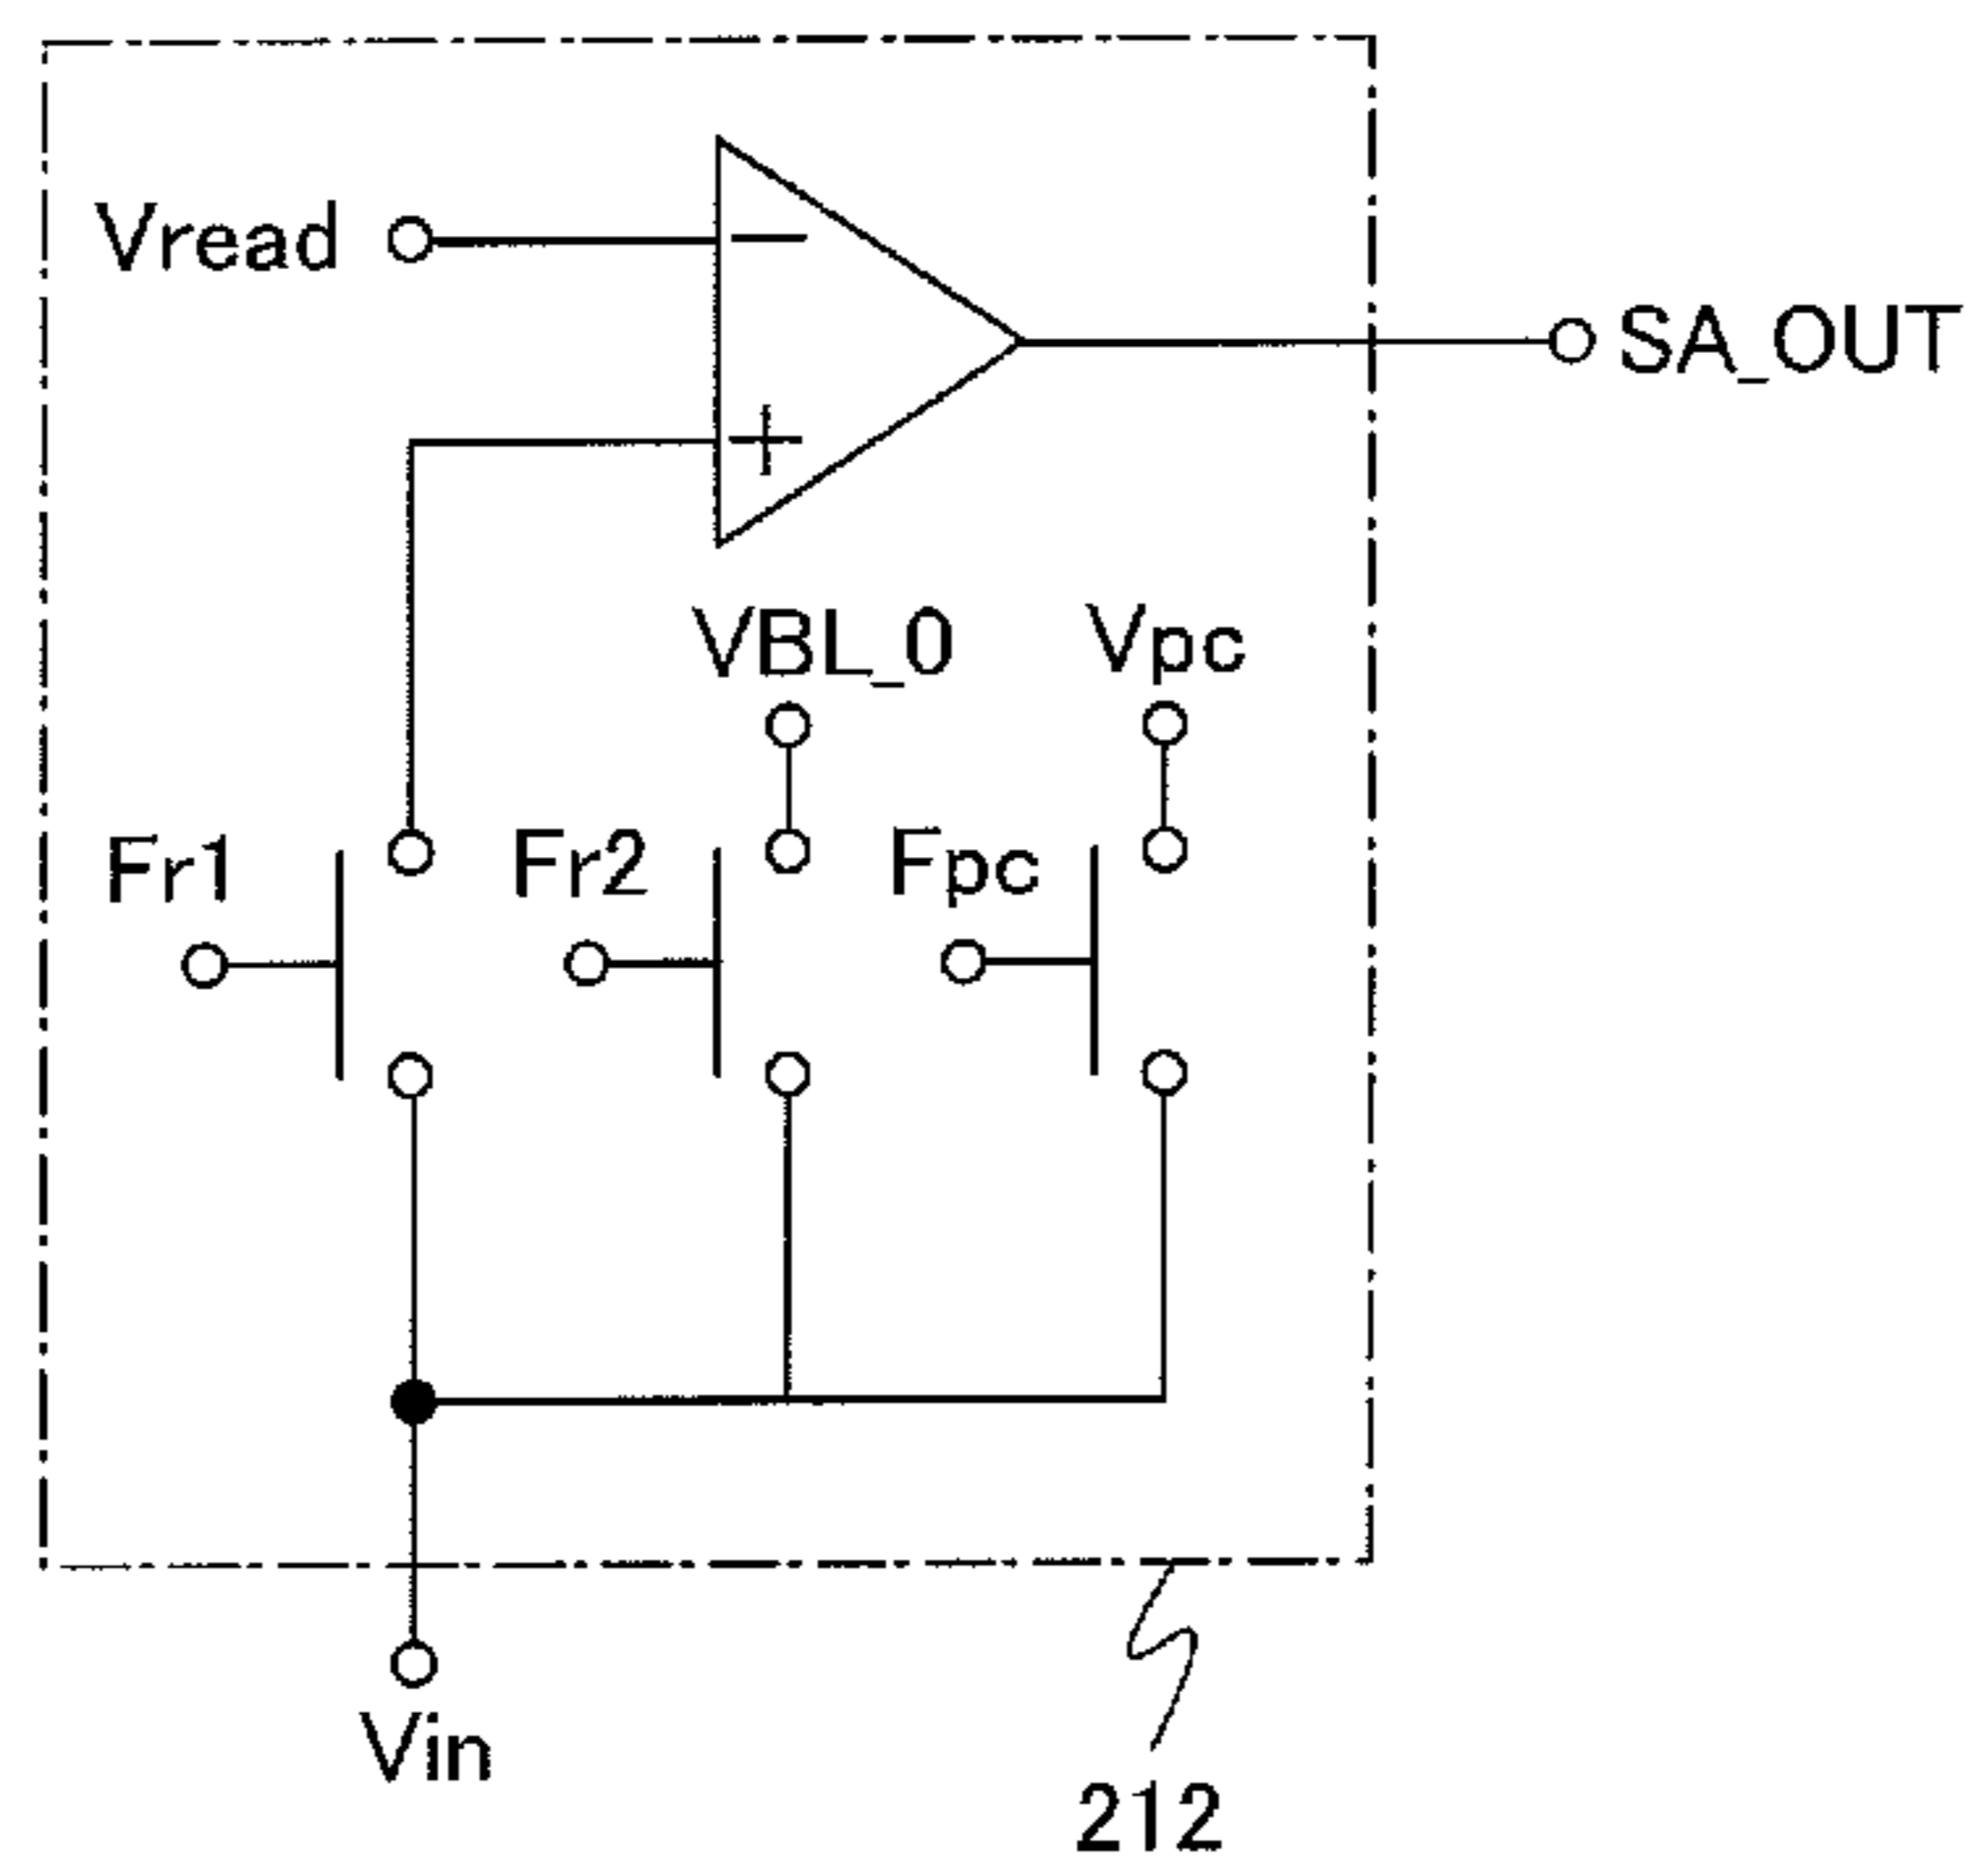 Vread
−
SA_OUT
+
VBL_0
Vpc
Fr1
Fr2
Fpc
Vin
212